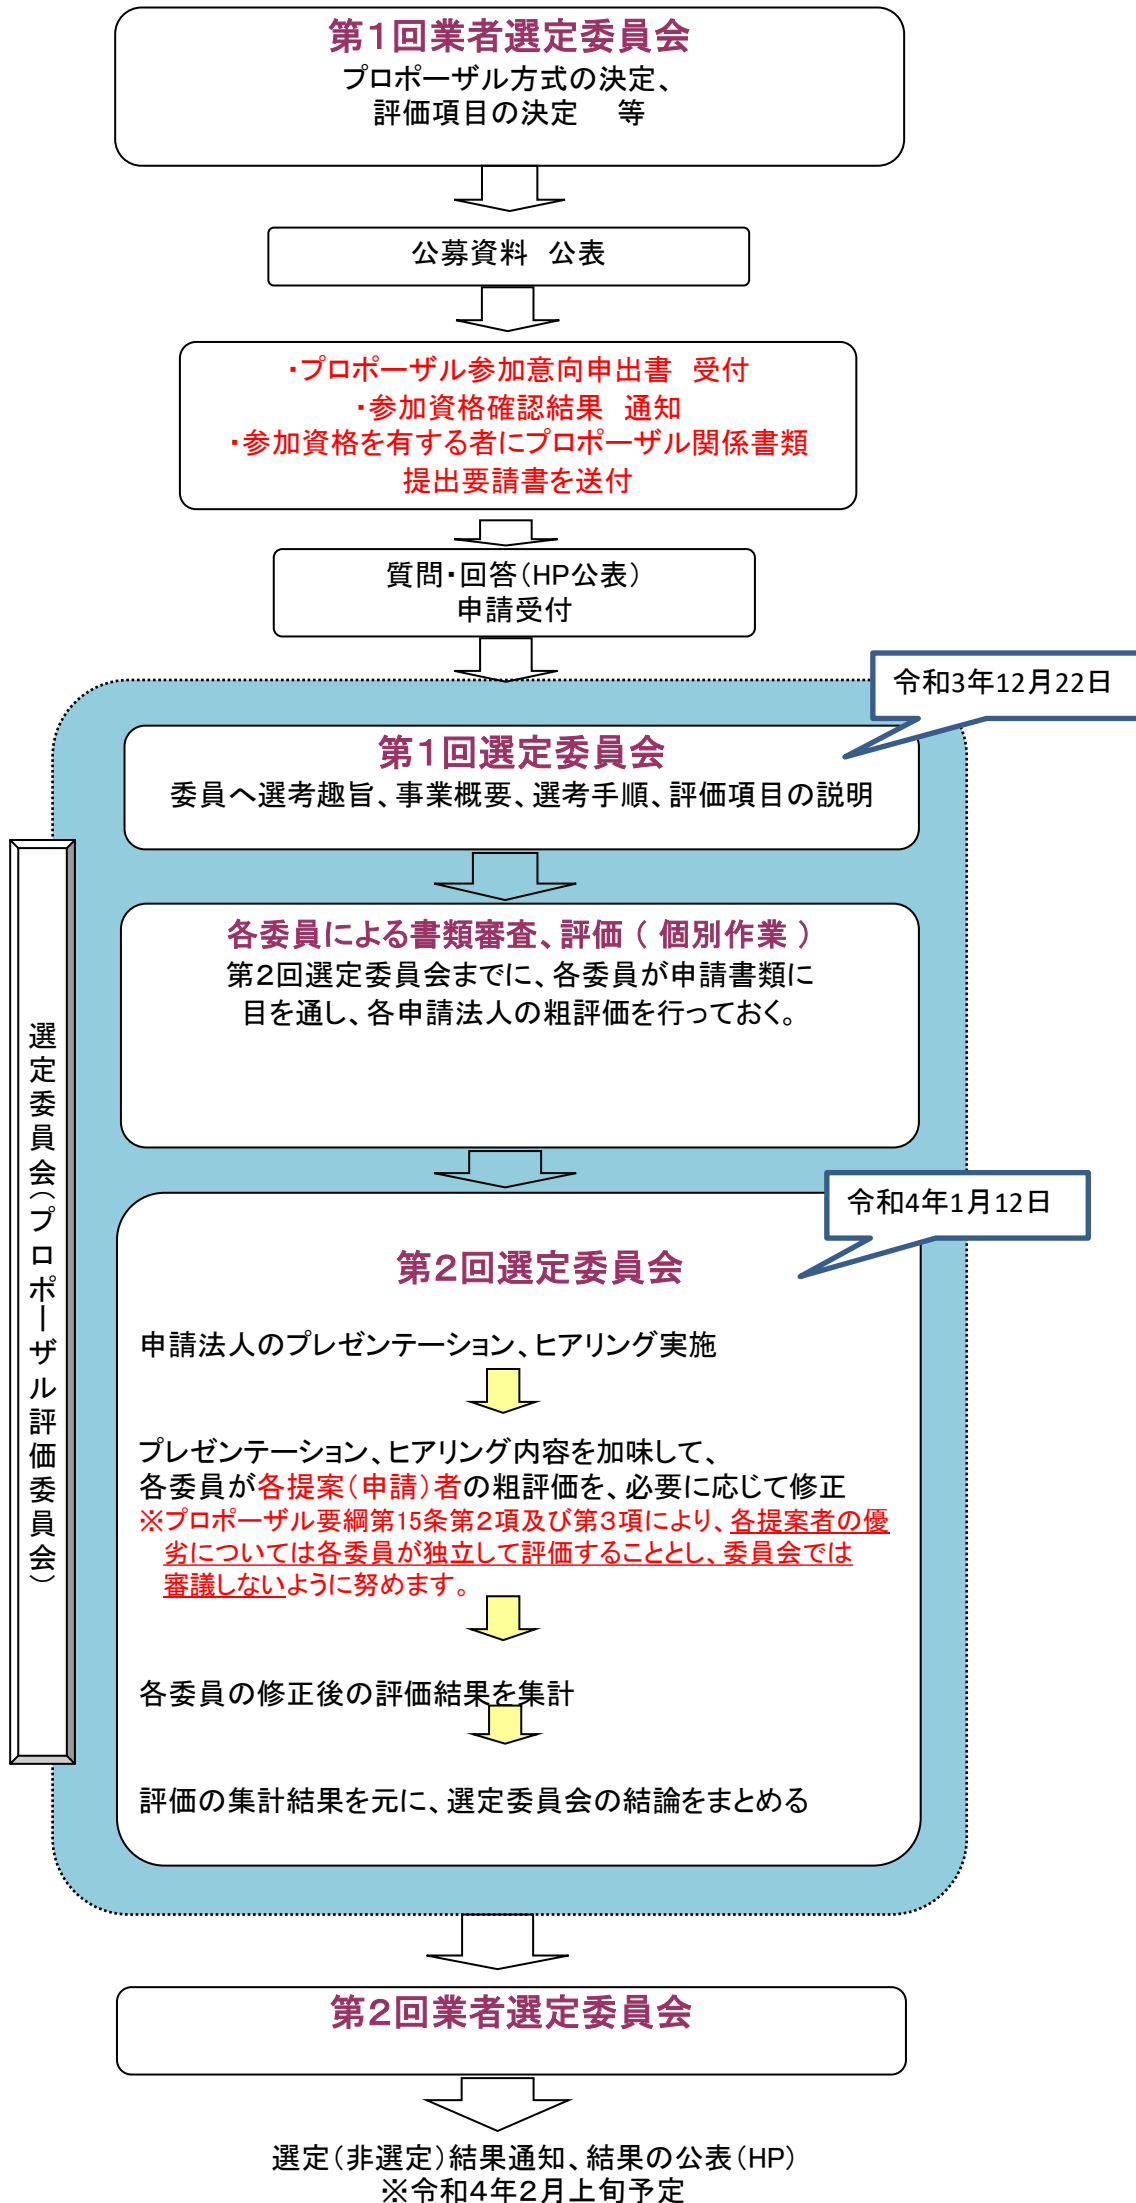 第1回業者選定委員会
プロポーザル方式の決定、
評価項目の決定　等
公募資料　公表
・プロポーザル参加意向申出書　受付
・参加資格確認結果　通知
・参加資格を有する者にプロポーザル関係書類
提出要請書を送付
質問・回答（HP公表）
申請受付
令和3年12月22日
第1回選定委員会
委員へ選考趣旨、事業概要、選考手順、評価項目の説明
選定委員会（プロポーザル評価委員会）
各委員による書類審査、評価（個別作業）
第2回選定委員会までに、各委員が申請書類に
目を通し、各申請法人の粗評価を行っておく。
令和4年1月12日
第2回選定委員会
申請法人のプレゼンテーション、ヒアリング実施
プレゼンテーション、ヒアリング内容を加味して、
各委員が各提案（申請）者の粗評価を、必要に応じて修正
※プロポーザル要綱第15条第2項及び第3項により、各提案者の優
劣については各委員が独立して評価することとし、委員会では
審議しないように努めます。
各委員の修正後の評価結果を集計
評価の集計結果を元に、選定委員会の結論をまとめる
第2回業者選定委員会
選定（非選定）結果通知、結果の公表（HP）
※令和4年2月上旬予定